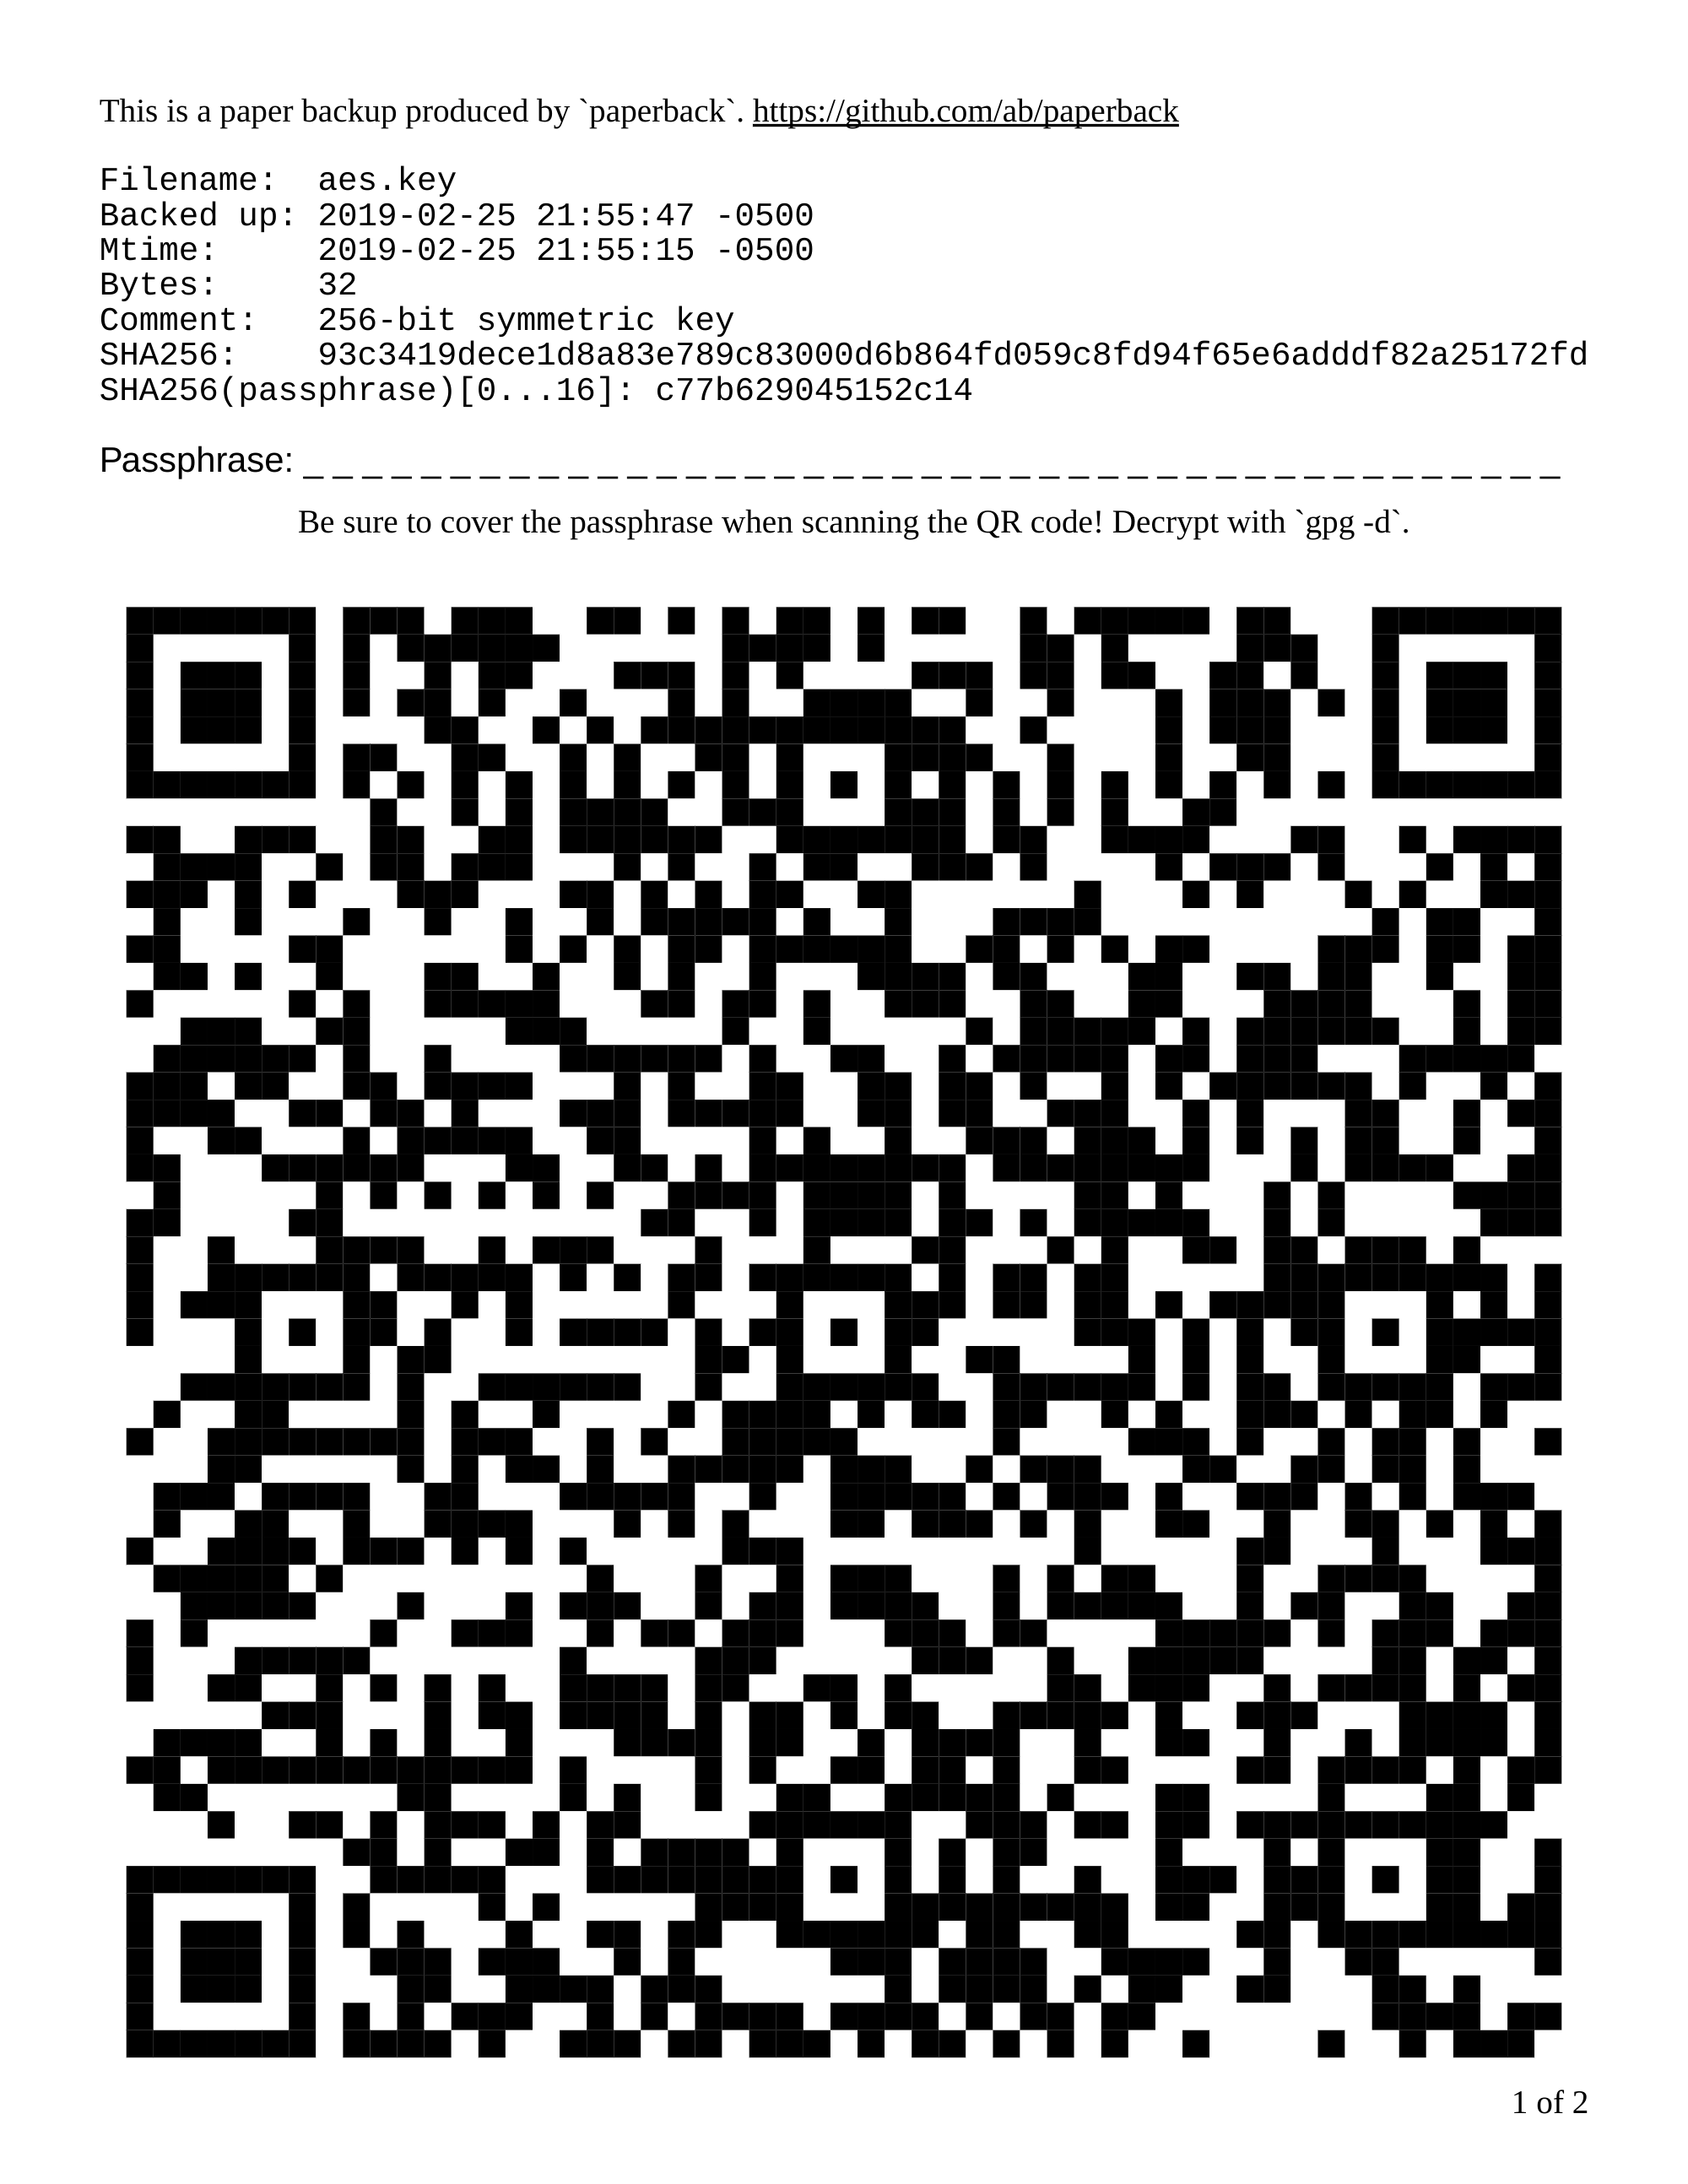 This is a paper backup produced by `paperback`. https://github.com/ab/paperback
Filename:  aes.key
Backed up: 2019-02-25 21:55:47 -0500
Mtime:     2019-02-25 21:55:15 -0500
Bytes:     32
Comment:   256-bit symmetric key
SHA256:    93c3419dece1d8a83e789c83000d6b864fd059c8fd94f65e6adddf82a25172fd
SHA256(passphrase)[0...16]: c77b629045152c14
Passphrase: _ _ _ _ _ _ _ _ _ _ _ _ _ _ _ _ _ _ _ _ _ _ _ _ _ _ _ _ _ _ _ _ _ _ _ _ _ _ _ _ _ _ _
Be sure to cover the passphrase when scanning the QR code! Decrypt with `gpg -d`.
1 of 2